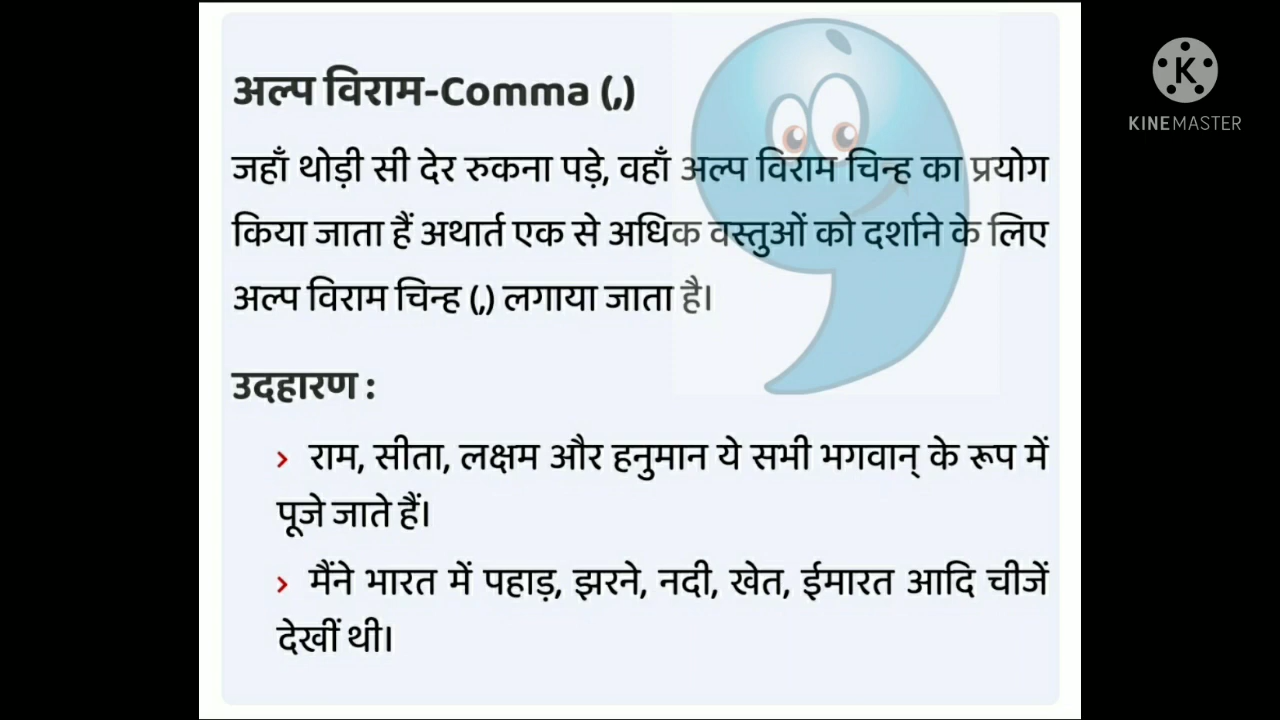 अल्प विराम-Comma (,)
जहाँ थोड़ी सी देर रुकना पड़े, वहाँ अल्प विराम चिन्ह का प्रयोग
किया जाता हैं अथार्त एक से अधिक वस्तुओं को दर्शाने के लिए
अल्प विराम चिन्ह (,) लगाया जाता है।
उदहारण :
› राम, सीता, लक्षम और हनुमान ये सभी भगवान् के रूप में
पूजे जाते हैं।
› मैंने भारत में पहाड़, झरने, नदी, खेत, ईमारत आदि चीजें
देखीं थी।
K
KINEMASTER